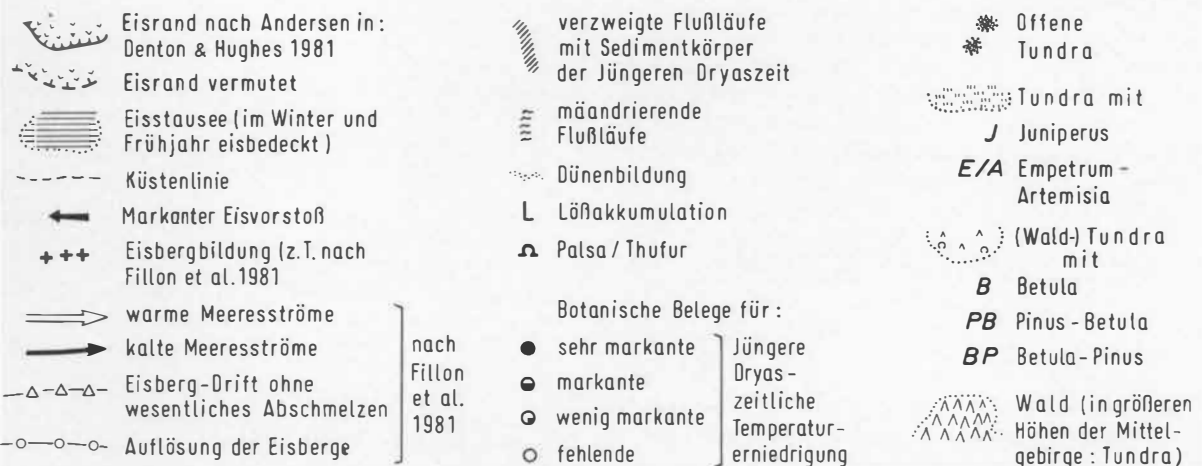 Eisrand nach Andersen in:
Denton & Hughes 1981
Eisrand vermutet
Eisstausee (im Winter und
Frühjahr eisbedeckt)
Küstenlinie
Markanter Eisvorstoß
Eisbergbildung (z.T. nach
Fillon et al. 1981
warme Meeresströme
kalte Meeresströme
Eisberg-Drift ohne
wesentliches Abschmelzen
Auflösung der Eisberge
nach
Fillon
et al.
1981
verzweigte Flußläufe
mit Sedimentkörper
der Jüngeren Dryaszeit
mäandrierende
Flußläufe
Dünenbildung
L Lößakkumulation
Palsa / Thufur
Botanische Belege für:
sehr markante
markante
wenig markante
fehlende
Jüngere
Dryas-
zeitliche
Temperatur-
erniedrigung
Offene
Tundra
Tundra mit
J Juniperus
E/A Empetrum-
Artemisia
(Wald-) Tundra
mit
B Betula
PB Pinus-Betula
BP Betula-Pinus
Wald (in größeren
Höhen der Mittel-
gebirge: Tundra)